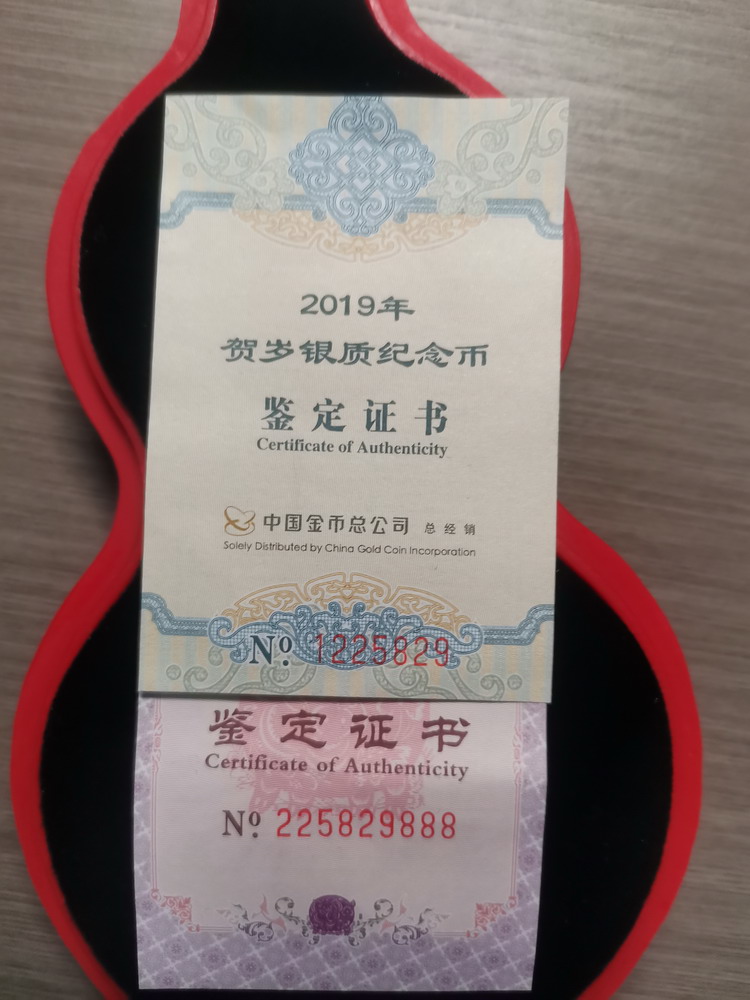 2019年
贺岁银质纪念币
鉴定证书
Certificate of Authenticity
中国金币总公司 总经销
Solely Distributed by China Gold Coin Incorporation
Nº. 1225829
鉴定证书
Certificate of Authenticity
Nº. 225829888